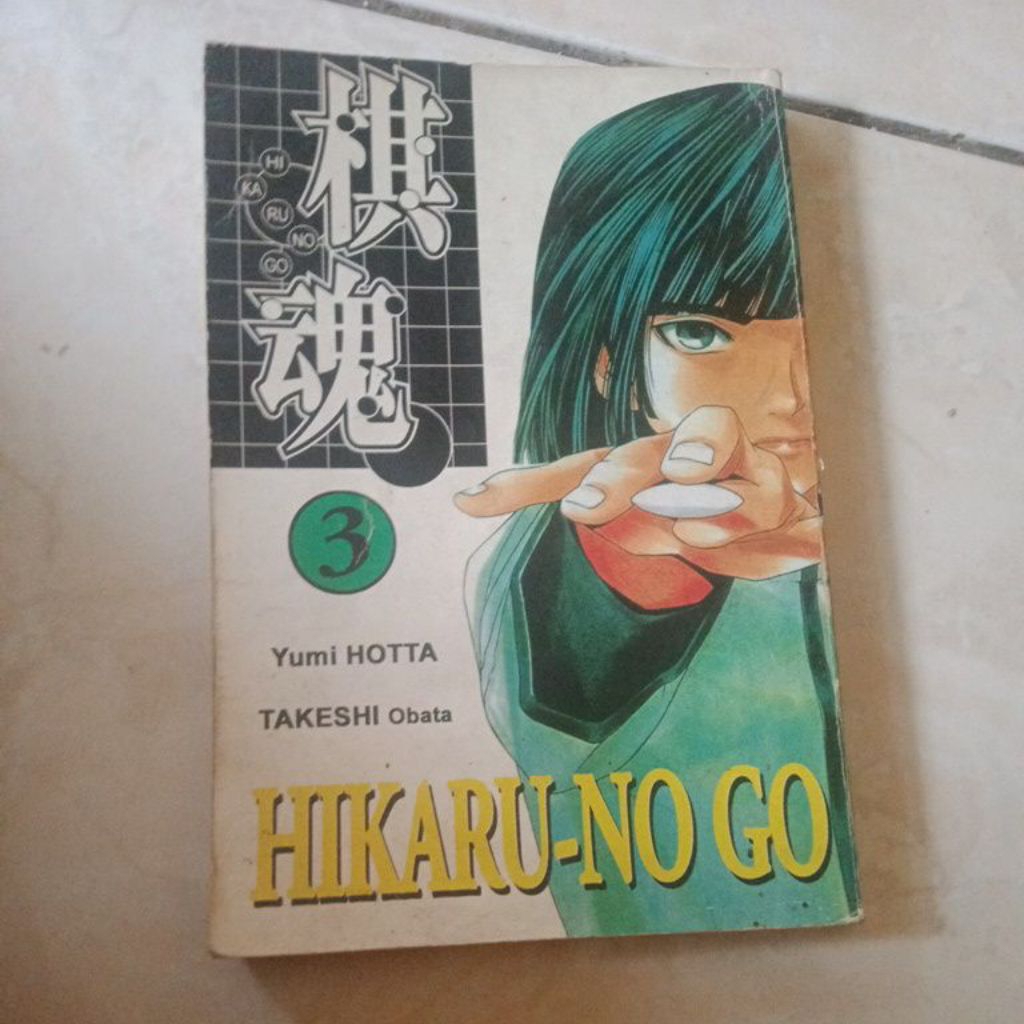 棋魂
HI
KA
RU
NO
GO
3
Yumi HOTTA
TAKESHI Obata
HIKARU-NO GO